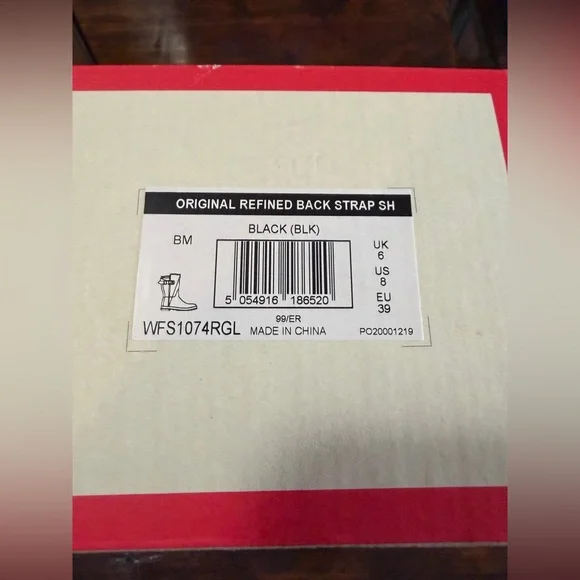 ORIGINAL REFINED BACK STRAP SH
BLACK (BLK)
BM
UK
6
US
8
EU
39
5 054916 186520
99/ER
WFS1074RGL
MADE IN CHINA
PO20001219